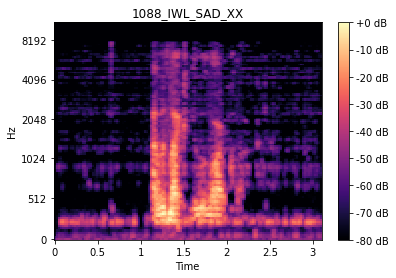 1088_IWL_SAD_XX
+0 dB
8192
-10 dB
4096
-20 dB
-30 dB
2048
Hz
-40 dB
1024
-50 dB
512
-60 dB
-70 dB
0
-80 dB
0 0.5 1 1.5 2 2.5 3
Time